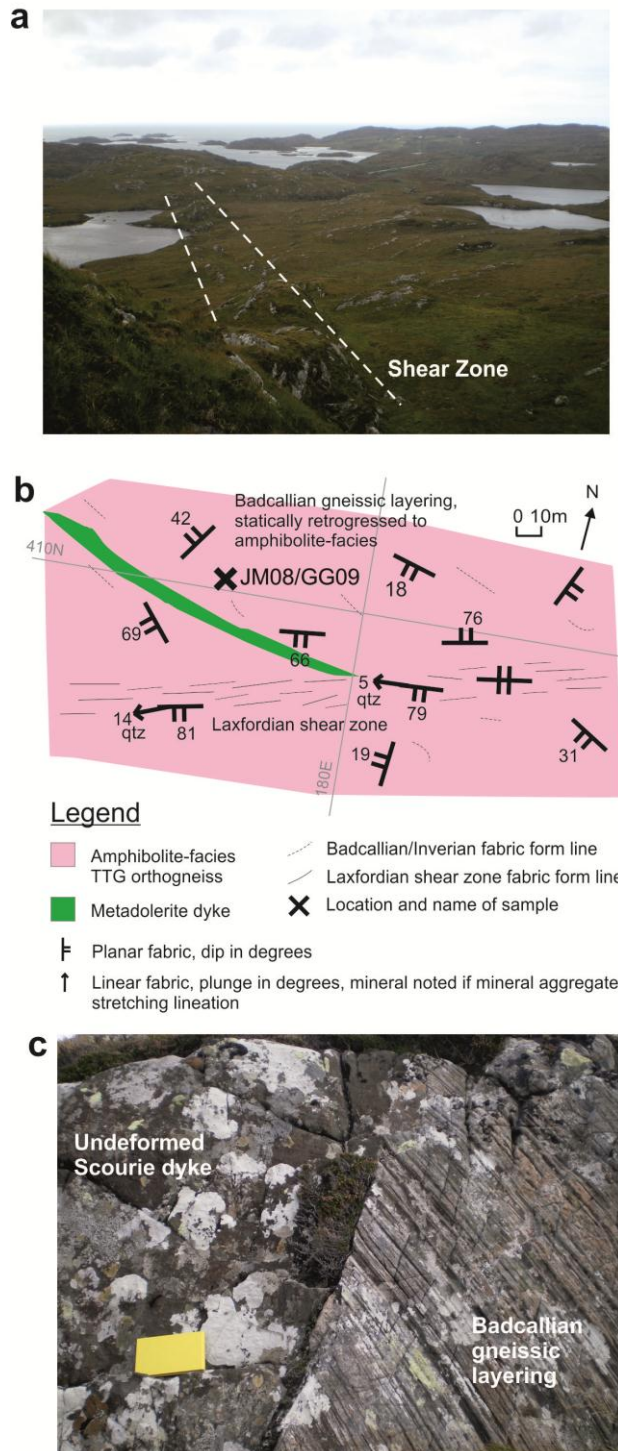 a
Shear Zone
b
Badcallian gneissic layering,
statically retrogressed to
amphibolite-facies
N
0 10m
42
410N
JM08/GG09
18
76
69
66
5
qtz
79
14
qtz
81
Laxfordian shear zone
19
31
180E
Legend
Amphibolite-facies
TTG orthogneiss
Metadolerite dyke
Badcallian/Inverian fabric form line
Laxfordian shear zone fabric form line
Location and name of sample
Planar fabric, dip in degrees
Linear fabric, plunge in degrees, mineral noted if mineral aggregate
stretching lineation
c
Undeformed
Scourie dyke
Badcallian
gneissic
layering